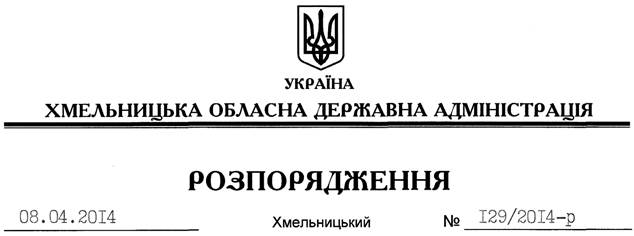 УКРАЇНА
ХМЕЛЬНИЦЬКА ОБЛАСНА ДЕРЖАВНА АДМІНІСТРАЦІЯ
РОЗПОРЯДЖЕННЯ
08.04.2014 Хмельницький № 129/2014-р